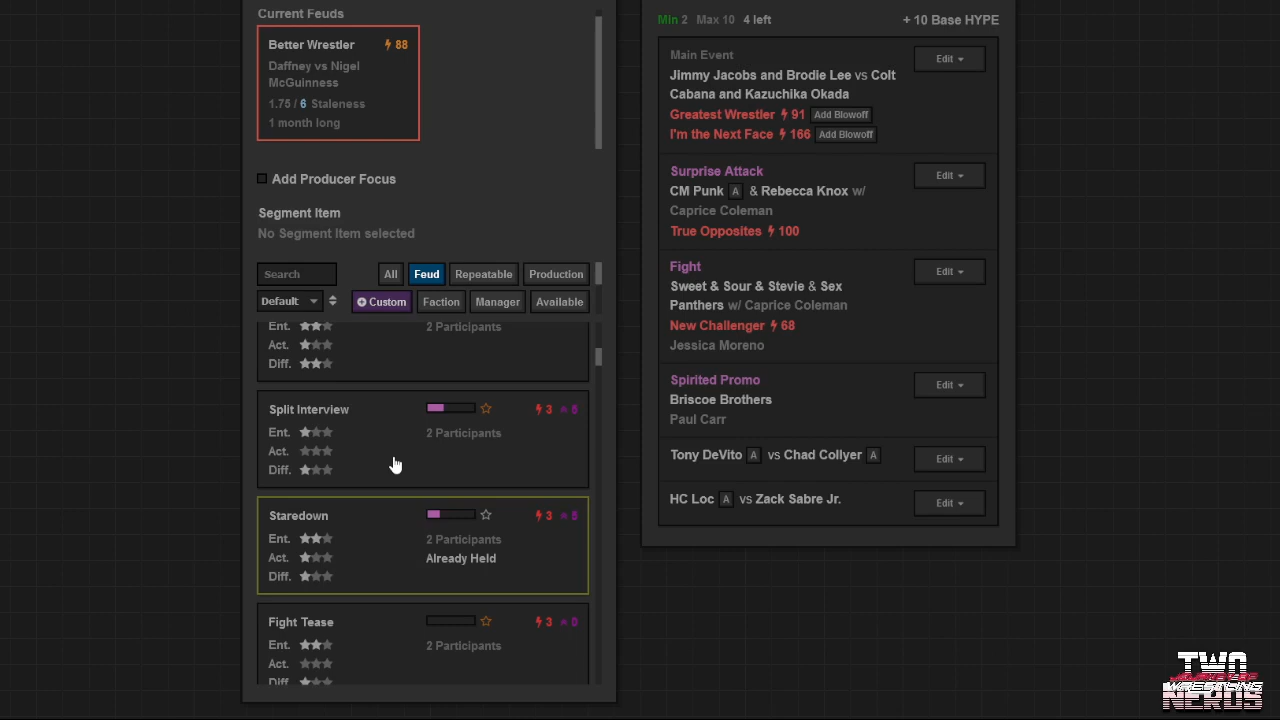 Current Feuds
Better Wrestler 88
Daffney vs Nigel
McGuinness
1.75 / 6 Staleness
1 month long
Add Producer Focus
Segment Item
No Segment Item selected
Search All Feud Repeatable Production
Default Custom Faction Manager Available
Ent. 2 Participants
Act.
Diff.
Split Interview 3 6
Ent. 2 Participants
Act.
Diff.
Staredown 3 5
Ent. 2 Participants
Act. Already Held
Diff.
Fight Tease 3 0
Ent. 2 Participants
Act.
Diff.
Min 2 Max 10 4 left + 10 Base HYPE
Main Event Edit
Jimmy Jacobs and Brodie Lee vs Colt
Cabana and Kazuchika Okada
Greatest Wrestler 91 Add Blowoff
I'm the Next Face 166 Add Blowoff
Surprise Attack Edit
CM Punk A & Rebecca Knox w/
Caprice Coleman
True Opposites 100
Fight Edit
Sweet & Sour & Stevie & Sex
Panthers w/ Caprice Coleman
New Challenger 68
Jessica Moreno
Spirited Promo Edit
Briscoe Brothers
Paul Carr
Tony DeVito A vs Chad Collyer A Edit
HC Loc A vs Zack Sabre Jr. Edit
TWO
WRESTLING
NERDS